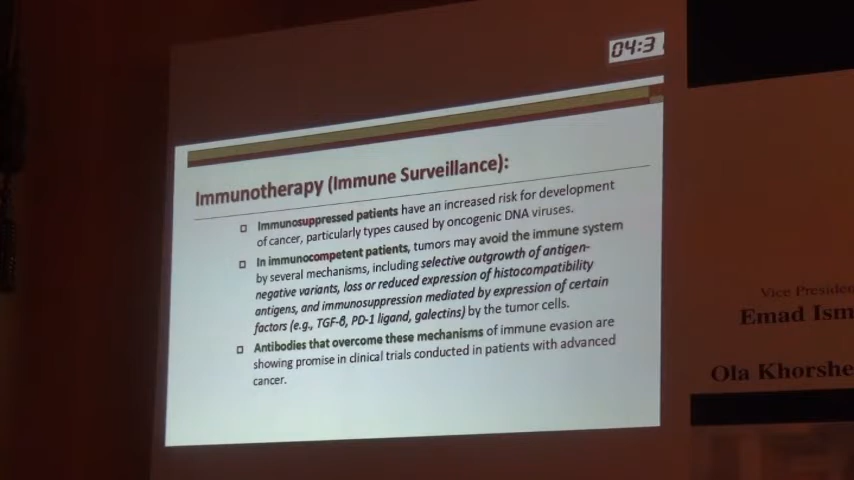 04:3
Immunotherapy (Immune Surveillance):
Immunosuppressed patients have an increased risk for development
of cancer, particularly types caused by oncogenic DNA viruses.
In immunocompetent patients, tumors may avoid the immune system
by several mechanisms, including selective outgrowth of antigen-
negative variants, loss or reduced expression of histocompatibility
antigens, and immunosuppression mediated by expression of certain
factors (e.g., TGF-β, PD-1 ligand, galectins) by the tumor cells.
Antibodies that overcome these mechanisms of immune evasion are
showing promise in clinical trials conducted in patients with advanced
cancer.
Vice Presiden
Emad Ism
Ola Khorshe